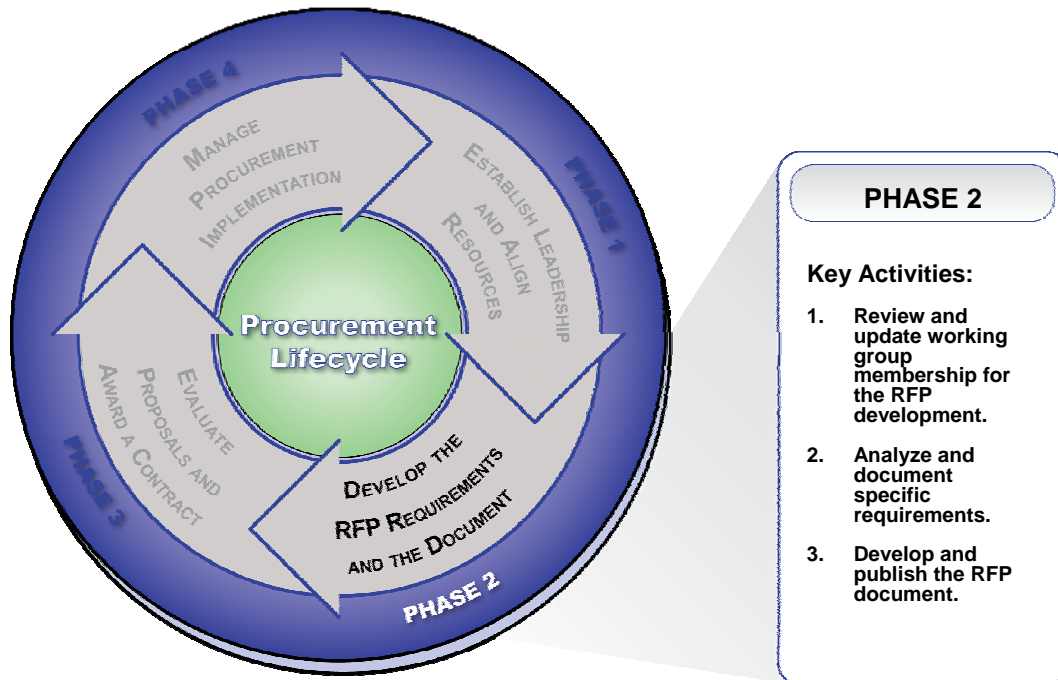 PHASE 4
MANAGE
PROCUREMENT
IMPLEMENTATION
PHASE 1
ESTABLISH LEADERSHIP
AND ALIGN
RESOURCES
Procurement
Lifecycle
PHASE 3
EVALUATE
PROPOSALS AND
AWARD A CONTRACT
DEVELOP THE
RFP REQUIREMENTS
AND THE DOCUMENT
PHASE 2
PHASE 2
Key Activities:
1. Review and
update working
group
membership for
the RFP
development.
2. Analyze and
document
specific
requirements.
3. Develop and
publish the RFP
document.